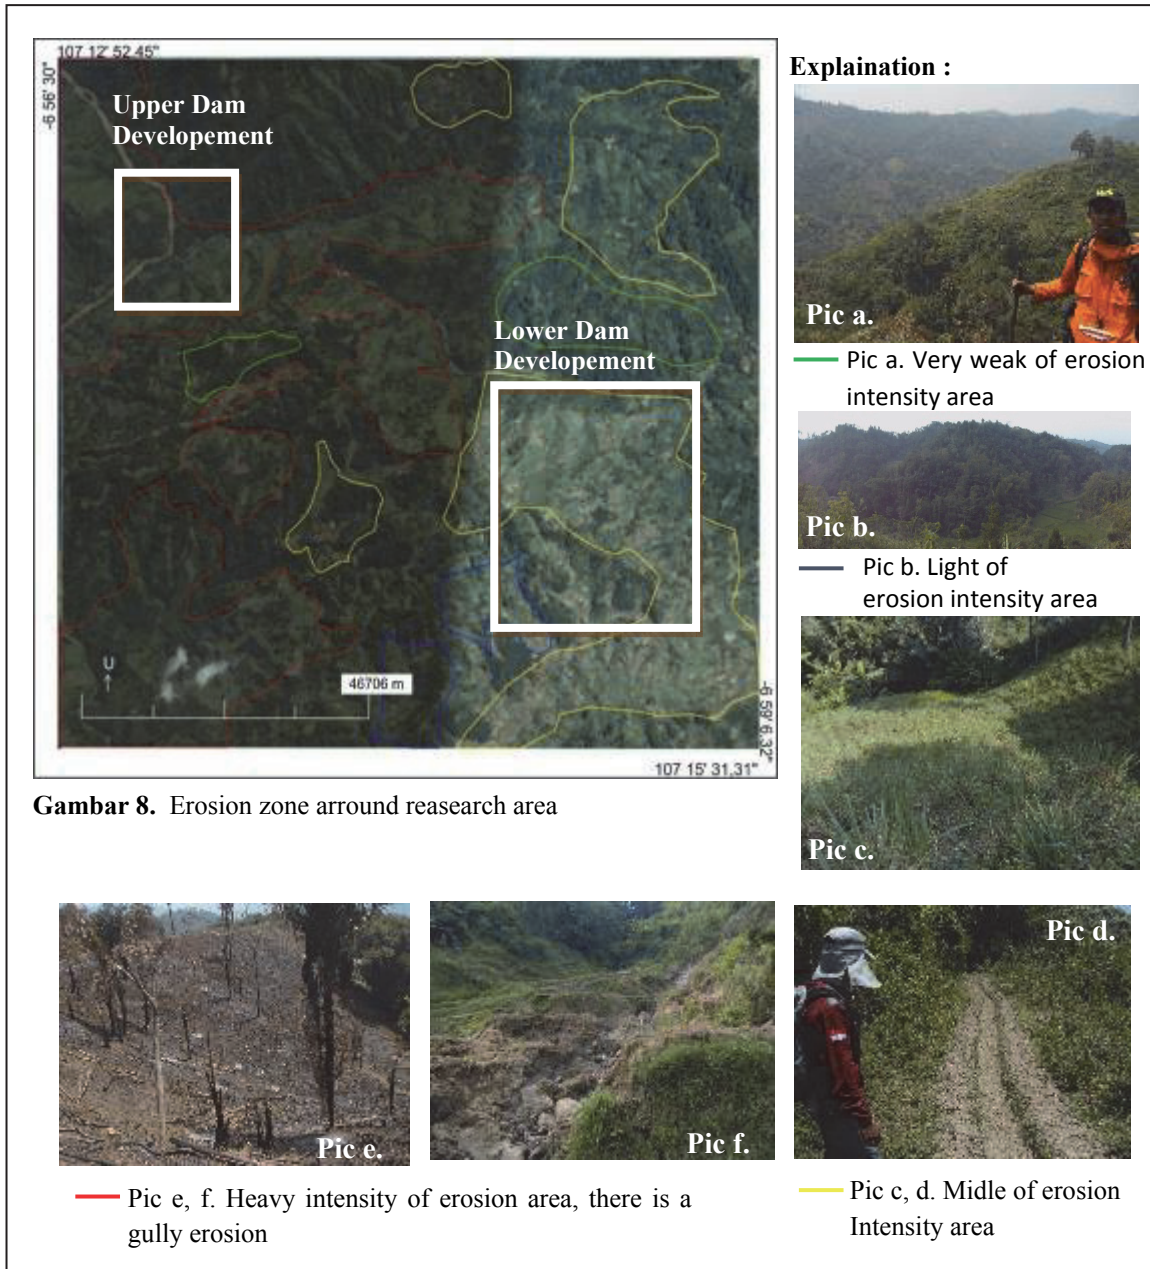 107 12' 52.45"
-6 56' 30"
Upper Dam
Developement
Lower Dam
Developement
U
46706 m
-6 59' 6.32"
107 15' 31,31"
Gambar 8. Erosion zone arround reasearch area
Explaination :
Pic a.
Pic a. Very weak of erosion
intensity area
Pic b.
Pic b. Light of
erosion intensity area
Pic c.
Pic d.
Pic c, d. Midle of erosion
Intensity area
Pic e.
Pic f.
Pic e, f. Heavy intensity of erosion area, there is a
gully erosion